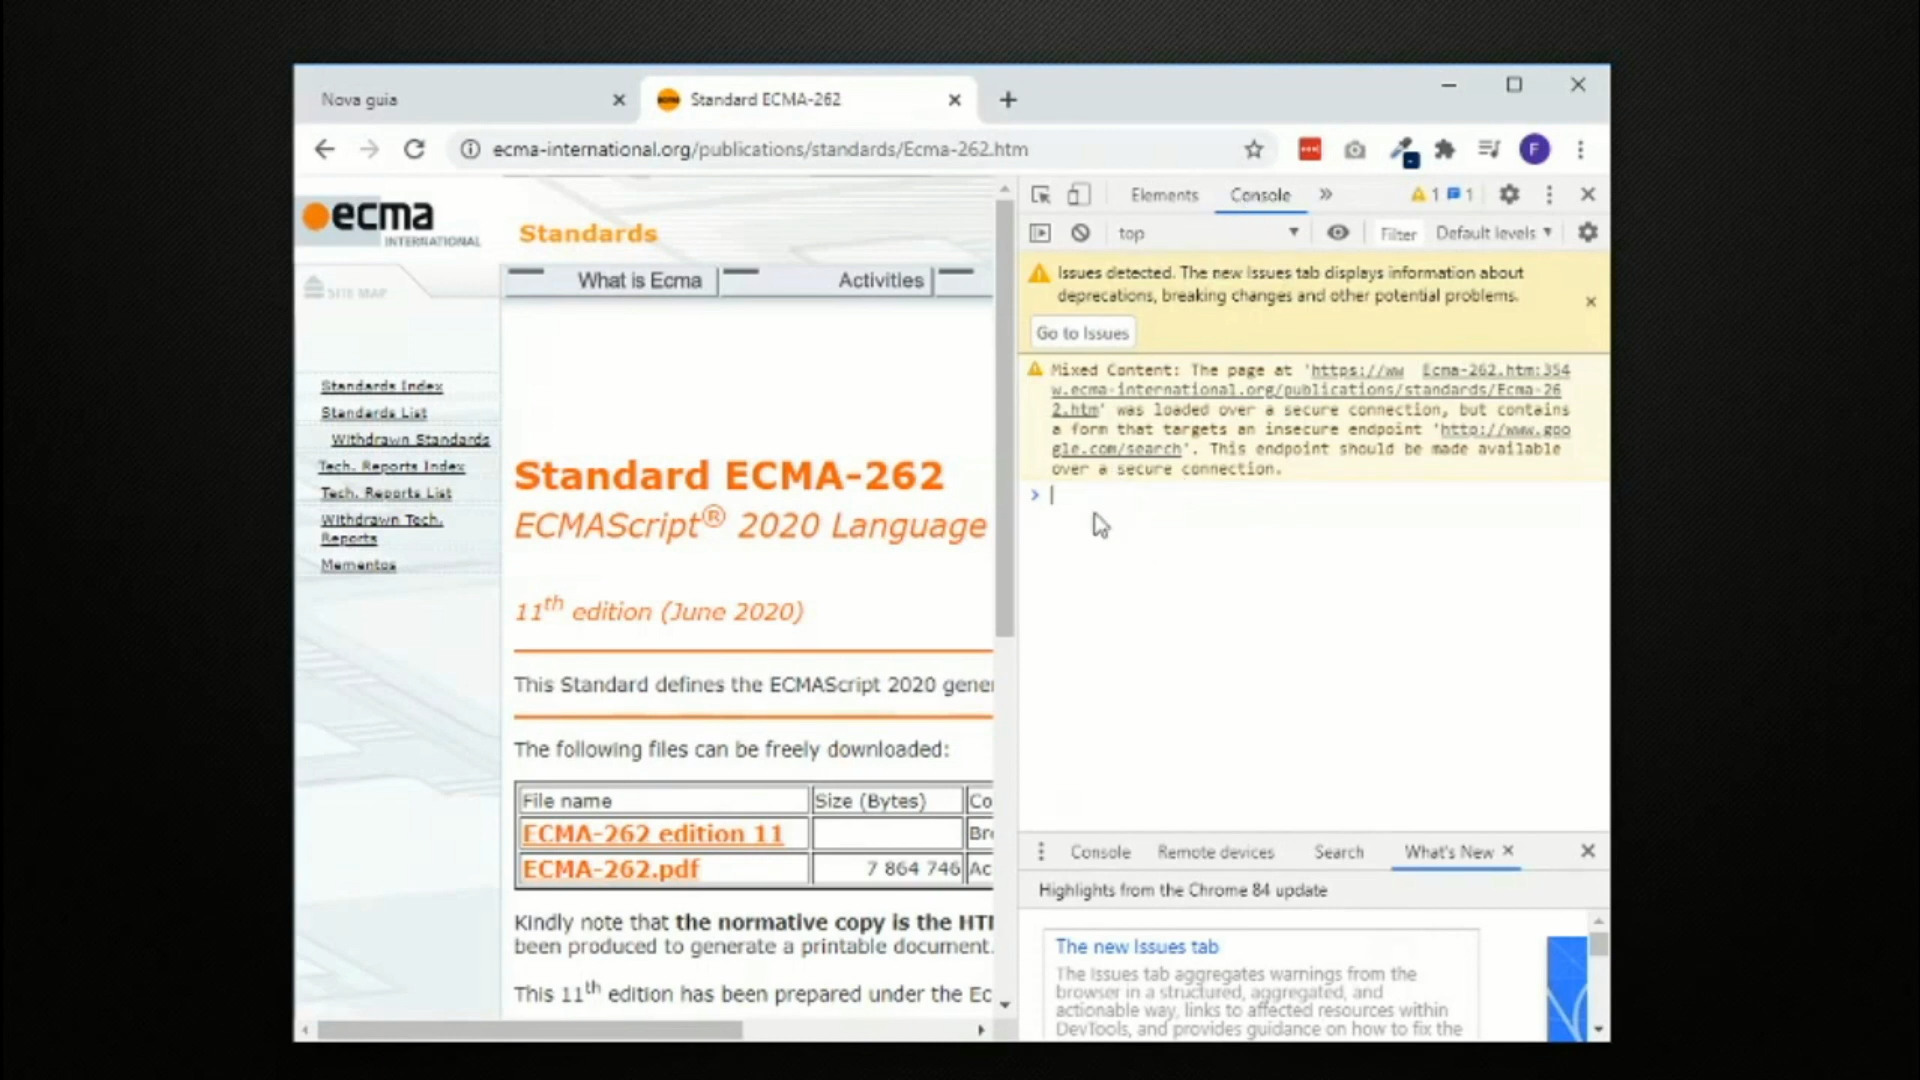 Nova guia
Standard ECMA-262
ecma-international.org/publications/standards/Ecma-262.htm
F
ecma
INTERNATIONAL
Standards
SITE MAP
What is Ecma
Activities
Standards Index
Standards List
Withdrawn Standards
Tech. Reports Index
Tech. Reports List
Withdrawn Tech.
Reports
Mementos
Standard ECMA-262
ECMAScript® 2020 Language
11th edition (June 2020)
This Standard defines the ECMAScript 2020 gener
The following files can be freely downloaded:
File name Size (Bytes) Co
ECMA-262 edition 11 Bro
ECMA-262.pdf 7 864 746 Ac
Kindly note that the normative copy is the HTM
been produced to generate a printable document.
This 11th edition has been prepared under the Ec
Elements Console » 1 1
top Filter Default levels
Issues detected. The new Issues tab displays information about
deprecations, breaking changes and other potential problems.
Go to Issues
Mixed Content: The page at 'https://ww Ecma-262.htm:354
w.ecma-international.org/publications/standards/Ecma-26
2.htm' was loaded over a secure connection, but contains
a form that targets an insecure endpoint 'http://www.goo
gle.com/search'. This endpoint should be made available
over a secure connection.
Console Remote devices Search What's New
Highlights from the Chrome 84 update
The new Issues tab
The Issues tab aggregates warnings from the
browser in a structured, aggregated, and
actionable way, links to affected resources within
DevTools, and provides guidance on how to fix the